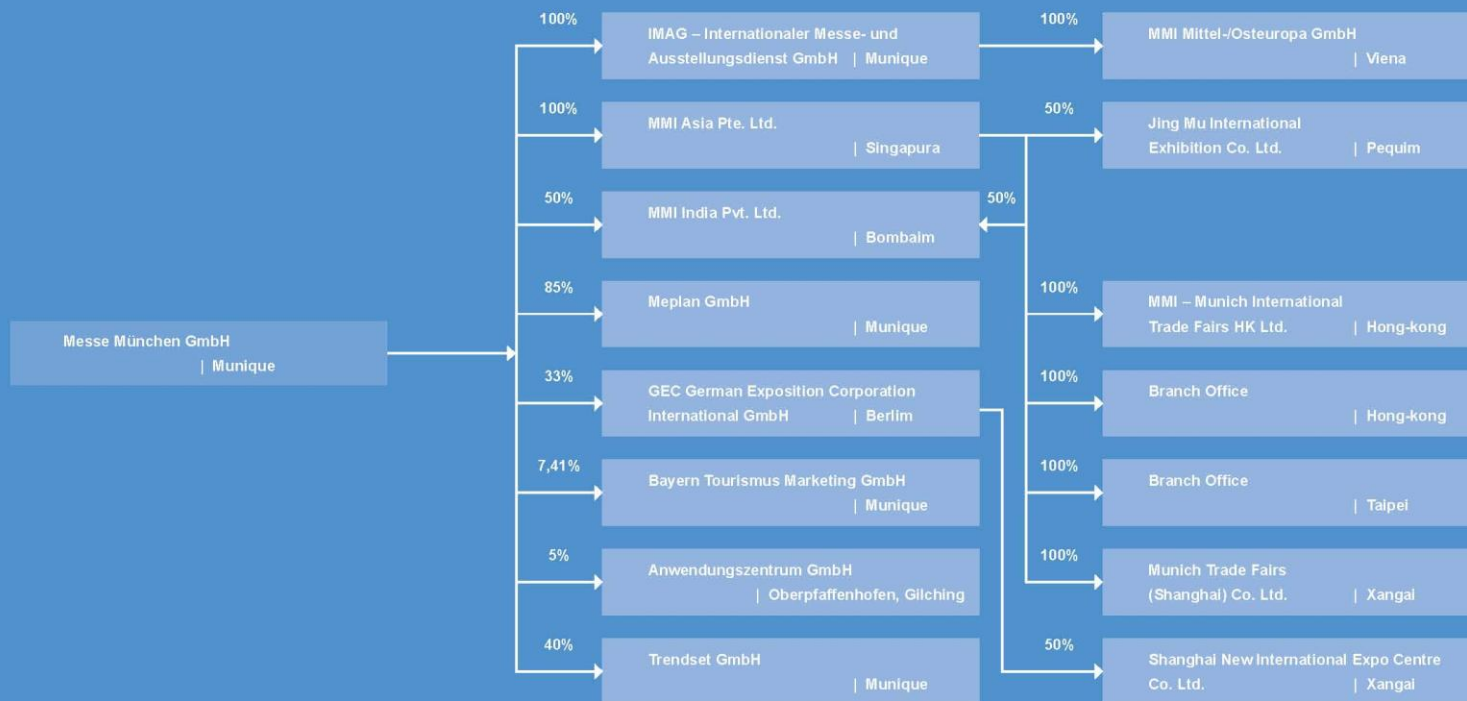 100%
IMAG – Internationaler Messe- und
Ausstellungsdienst GmbH | Munique
100%
MMI Mittel-/Osteuropa GmbH
| Viena
100%
MMI Asia Pte. Ltd.
| Singapura
50%
Jing Mu International
Exhibition Co. Ltd. | Pequim
50%
MMI India Pvt. Ltd.
| Bombaim
50%
85%
Meplan GmbH
| Munique
100%
MMI – Munich International
Trade Fairs HK Ltd. | Hong-kong
Messe München GmbH
| Munique
33%
GEC German Exposition Corporation
International GmbH | Berlim
100%
Branch Office
| Hong-kong
7,41%
Bayern Tourismus Marketing GmbH
| Munique
100%
Branch Office
| Taipei
5%
Anwendungszentrum GmbH
| Oberpfaffenhofen, Gilching
100%
Munich Trade Fairs
(Shanghai) Co. Ltd. | Xangai
40%
Trendset GmbH
| Munique
50%
Shanghai New International Expo Centre
Co. Ltd. | Xangai